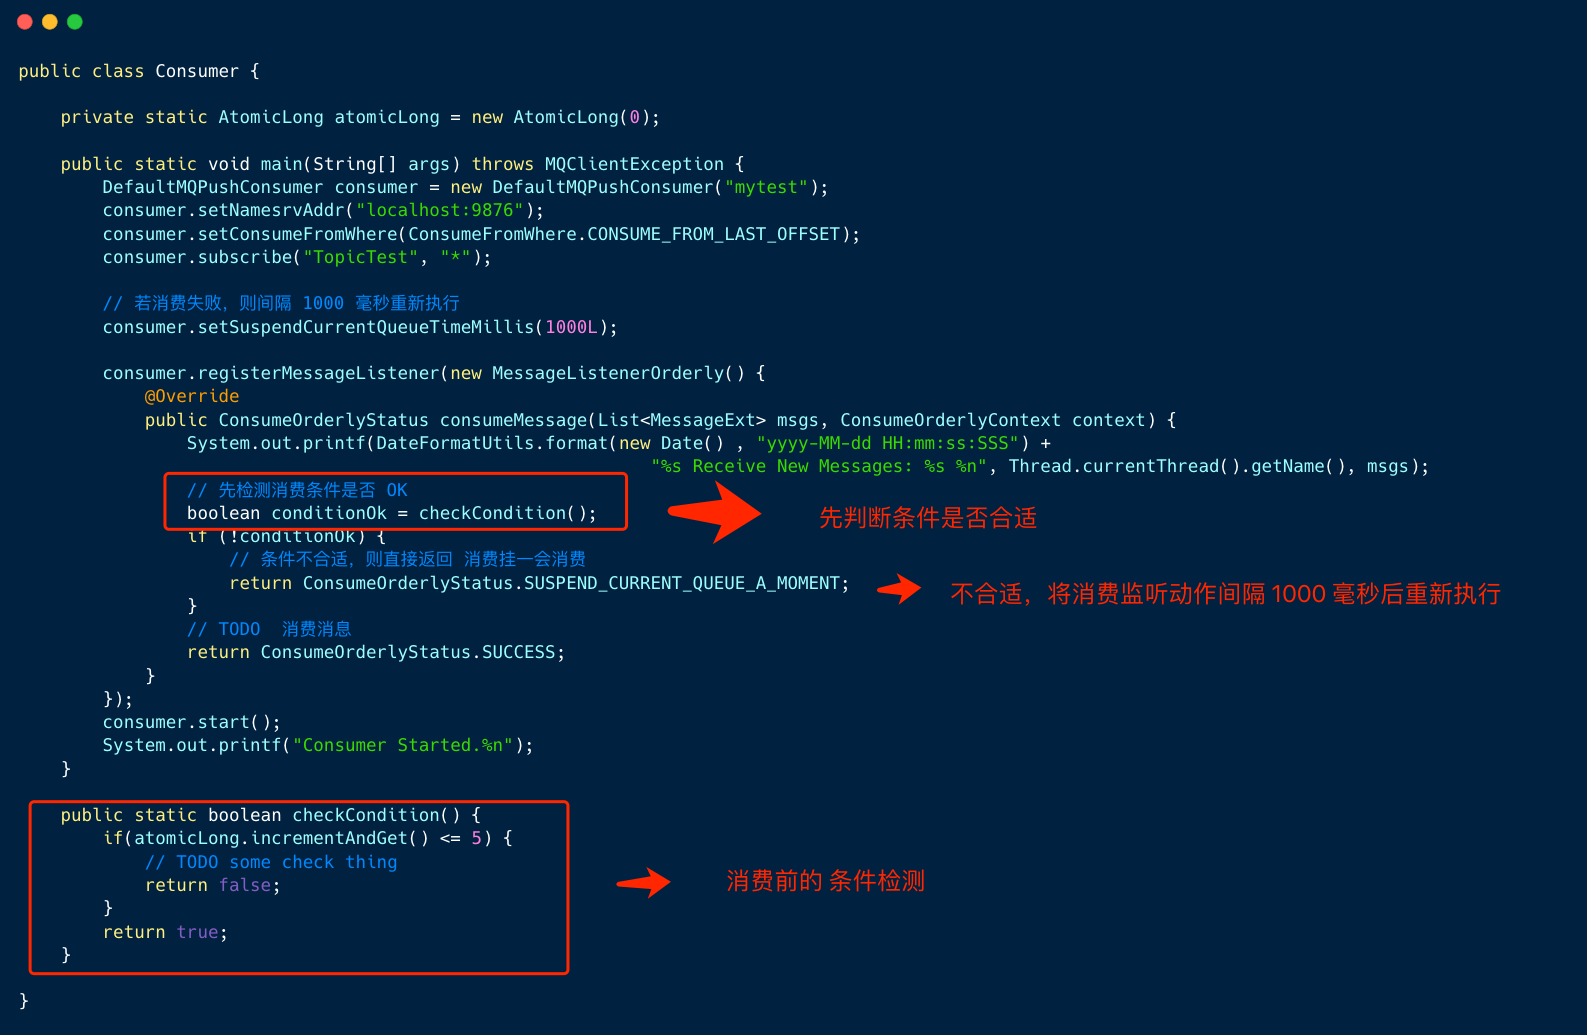 public class Consumer {
private static AtomicLong atomicLong = new AtomicLong(0);
public static void main(String[] args) throws MQClientException {
DefaultMQPushConsumer consumer = new DefaultMQPushConsumer("mytest");
consumer.setNamesrvAddr("localhost:9876");
consumer.setConsumeFromWhere(ConsumeFromWhere.CONSUME_FROM_LAST_OFFSET);
consumer.subscribe("TopicTest", "*");
// 若消费失败，则间隔 1000 毫秒重新执行
consumer.setSuspendCurrentQueueTimeMillis(1000L);
consumer.registerMessageListener(new MessageListenerOrderly() {
@Override
public ConsumeOrderlyStatus consumeMessage(List<MessageExt> msgs, ConsumeOrderlyContext context) {
System.out.printf(DateFormatUtils.format(new Date() , "yyyy-MM-dd HH:mm:ss:SSS") +
"%s Receive New Messages: %s %n", Thread.currentThread().getName(), msgs);
// 先检测消费条件是否 OK
boolean conditionOk = checkCondition();
先判断条件是否合适
if (!conditionOk) {
// 条件不合适，则直接返回 消费挂一会消费
return ConsumeOrderlyStatus.SUSPEND_CURRENT_QUEUE_A_MOMENT;
不合适，将消费监听动作间隔 1000 毫秒后重新执行
}
// TODO  消费消息
return ConsumeOrderlyStatus.SUCCESS;
}
});
consumer.start();
System.out.printf("Consumer Started.%n");
}
public static boolean checkCondition() {
if(atomicLong.incrementAndGet() <= 5) {
// TODO some check thing
return false;
消费前的 条件检测
}
return true;
}
}